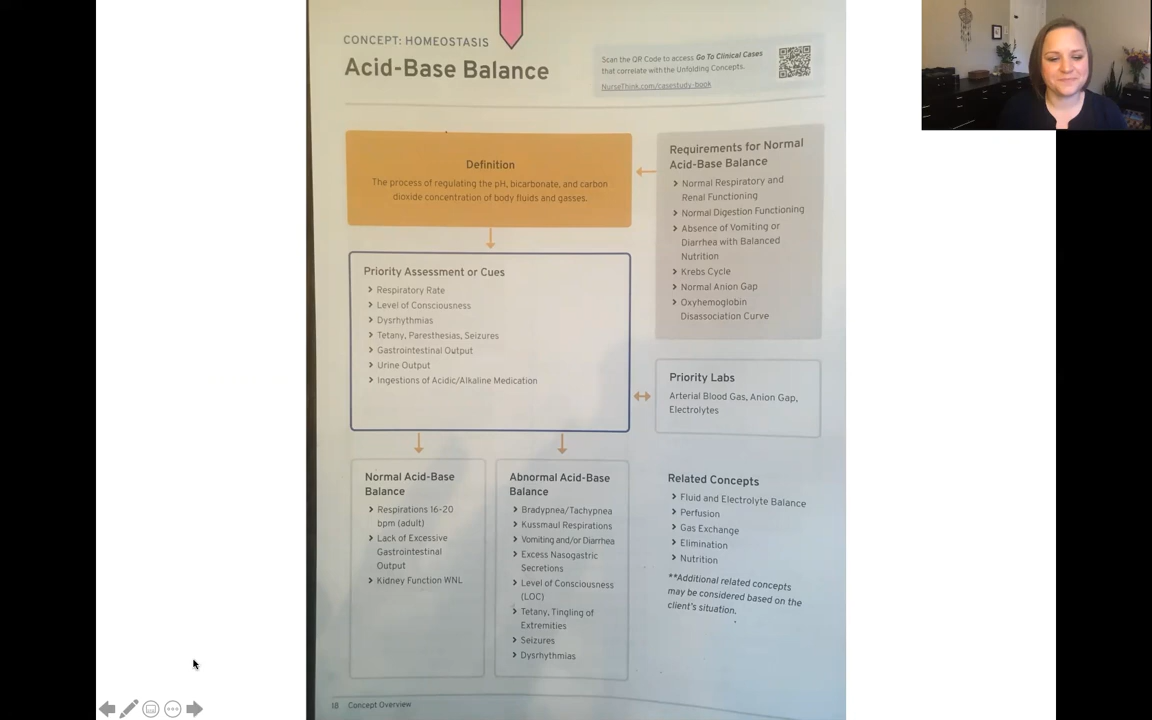 CONCEPT: HOMEOSTASIS
Acid-Base Balance
Scan the QR Code to access Go To Clinical Cases
that correlate with the Unfolding Concepts.
NurseThink.com/casestudy-book
Definition
The process of regulating the pH, bicarbonate, and carbon
dioxide concentration of body fluids and gasses.
Requirements for Normal
Acid-Base Balance
> Normal Respiratory and
Renal Functioning
> Normal Digestion Functioning
> Absence of Vomiting or
Diarrhea with Balanced
Nutrition
> Krebs Cycle
> Normal Anion Gap
> Oxyhemoglobin
Disassociation Curve
Priority Assessment or Cues
> Respiratory Rate
> Level of Consciousness
> Dysrhythmias
> Tetany, Paresthesias, Seizures
> Gastrointestinal Output
> Urine Output
> Ingestions of Acidic/Alkaline Medication
Priority Labs
Arterial Blood Gas, Anion Gap,
Electrolytes
Normal Acid-Base
Balance
> Respirations 16-20
bpm (adult)
> Lack of Excessive
Gastrointestinal
Output
> Kidney Function WNL
Abnormal Acid-Base
Balance
> Bradypnea/Tachypnea
> Kussmaul Respirations
> Vomiting and/or Diarrhea
> Excess Nasogastric
Secretions
> Level of Consciousness
(LOC)
> Tetany, Tingling of
Extremities
> Seizures
> Dysrhythmias
Related Concepts
> Fluid and Electrolyte Balance
> Perfusion
> Gas Exchange
> Elimination
> Nutrition
**Additional related concepts
may be considered based on the
client's situation.
18 Concept Overview